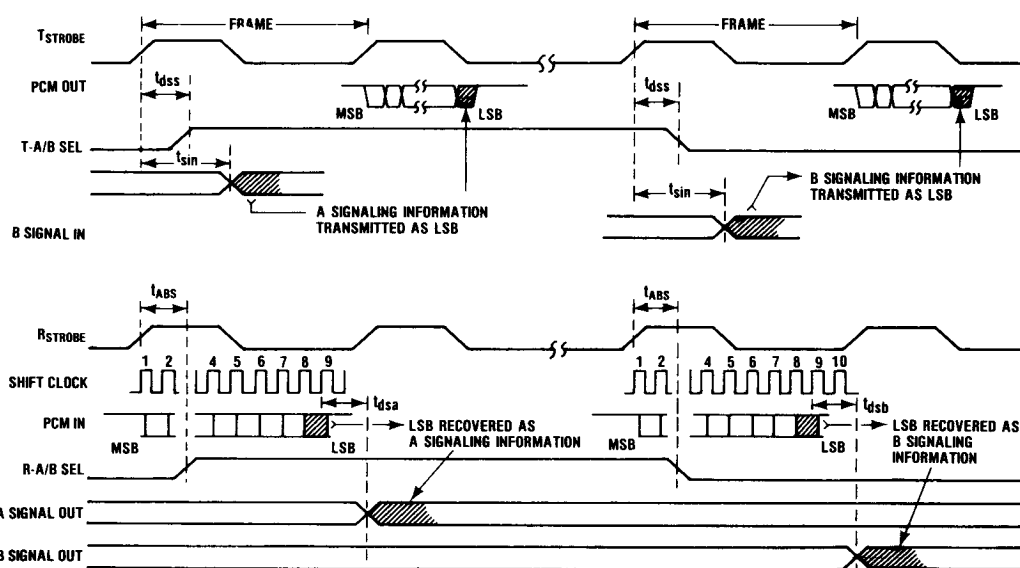 FRAME FRAME
TSTROBE
tdss tdss
PCM OUT
MSB LSB MSB LSB
T-A/B SEL
tsin tsin
A SIGNALING INFORMATION
TRANSMITTED AS LSB
B SIGNALING INFORMATION
TRANSMITTED AS LSB
B SIGNAL IN
tABS tABS
RSTROBE
1 2 4 5 6 7 8 9 1 2 4 5 6 7 8 9 10
SHIFT CLOCK
tdsa tdsb
PCM IN
MSB LSB MSB LSB
LSB RECOVERED AS
A SIGNALING INFORMATION
LSB RECOVERED AS
B SIGNALING
INFORMATION
R-A/B SEL
A SIGNAL OUT
B SIGNAL OUT